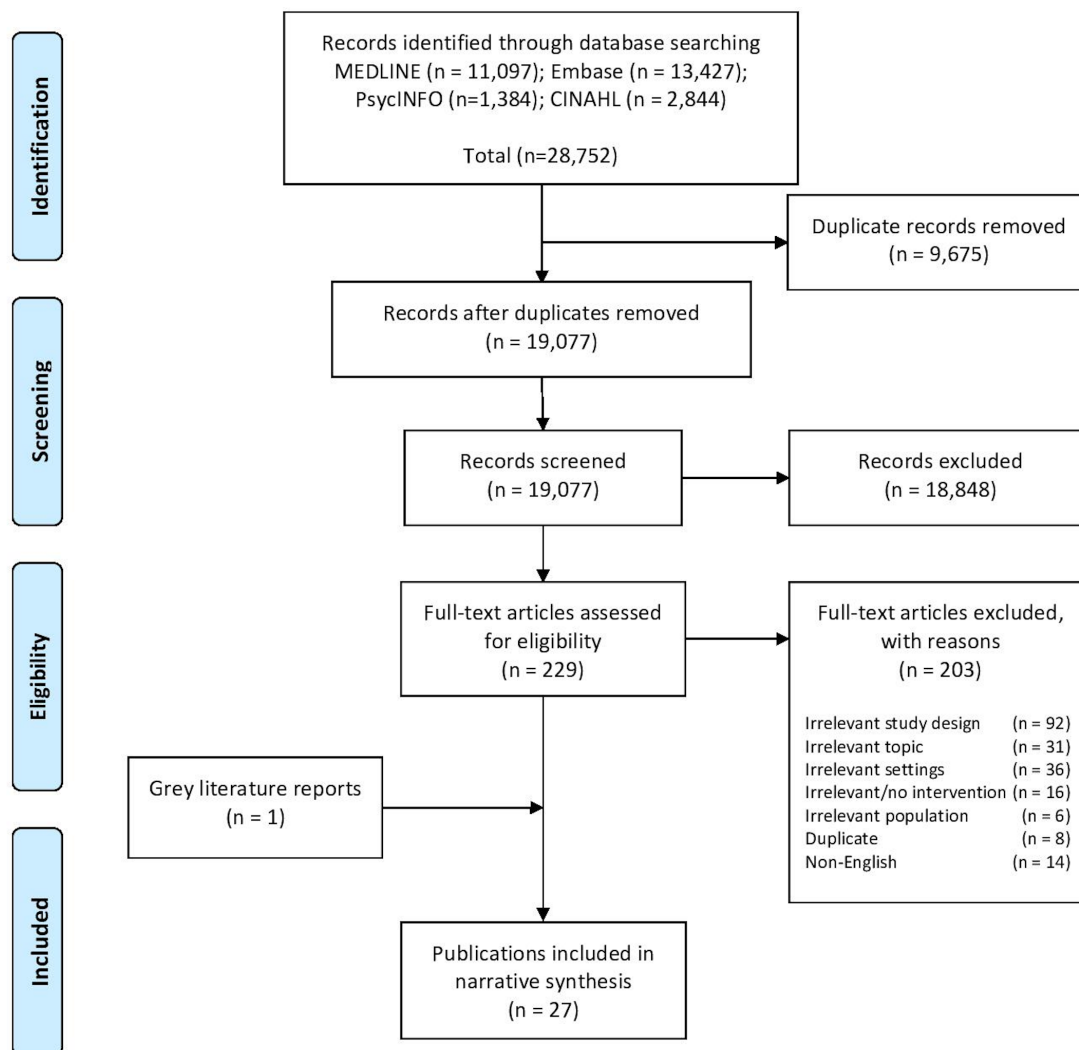 Identification
Records identified through database searching
MEDLINE (n = 11,097); Embase (n = 13,427);
PsycINFO (n=1,384); CINAHL (n = 2,844)
Total (n=28,752)
Duplicate records removed
(n = 9,675)
Screening
Records after duplicates removed
(n = 19,077)
Records screened
(n = 19,077)
Records excluded
(n = 18,848)
Eligibility
Full-text articles assessed
for eligibility
(n = 229)
Full-text articles excluded,
with reasons
(n = 203)
Irrelevant study design (n = 92)
Irrelevant topic (n = 31)
Irrelevant settings (n = 36)
Irrelevant/no intervention (n = 16)
Irrelevant population (n = 6)
Duplicate (n = 8)
Non-English (n = 14)
Grey literature reports
(n = 1)
Included
Publications included in
narrative synthesis
(n = 27)